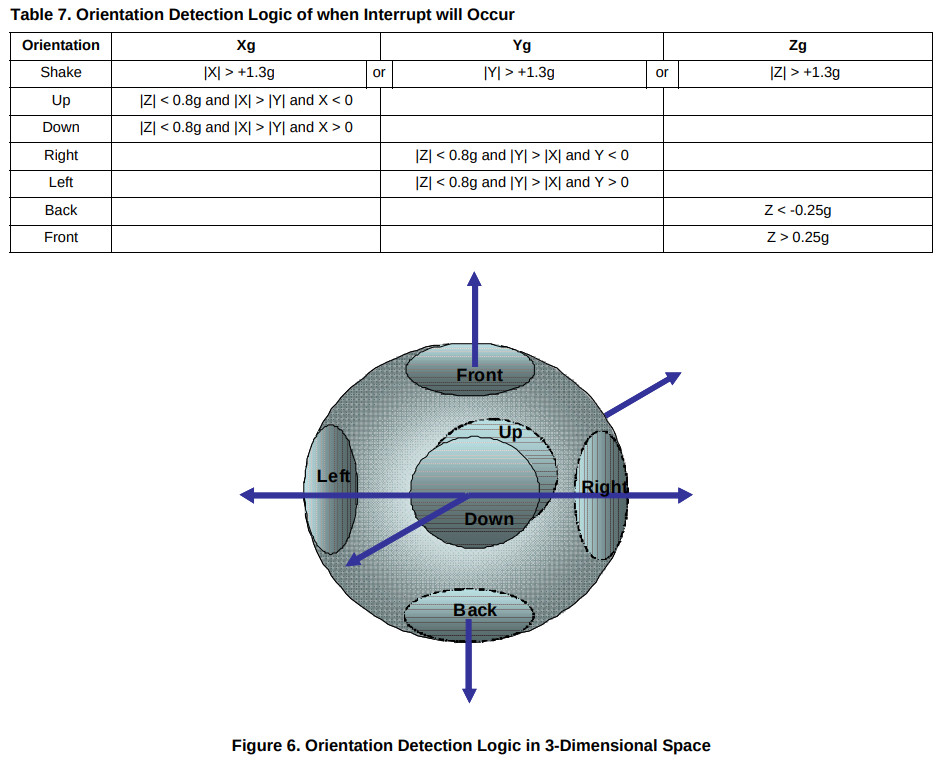 Table 7. Orientation Detection Logic of when Interrupt will Occur
Orientation Xg Yg Zg
Shake |X| > +1.3g or |Y| > +1.3g or |Z| > +1.3g
Up |Z| < 0.8g and |X| > |Y| and X < 0
Down |Z| < 0.8g and |X| > |Y| and X > 0
Right |Z| < 0.8g and |Y| > |X| and Y < 0
Left |Z| < 0.8g and |Y| > |X| and Y > 0
Back Z < -0.25g
Front Z > 0.25g
Front
Up
Left
Right
Down
Back
Figure 6. Orientation Detection Logic in 3-Dimensional Space